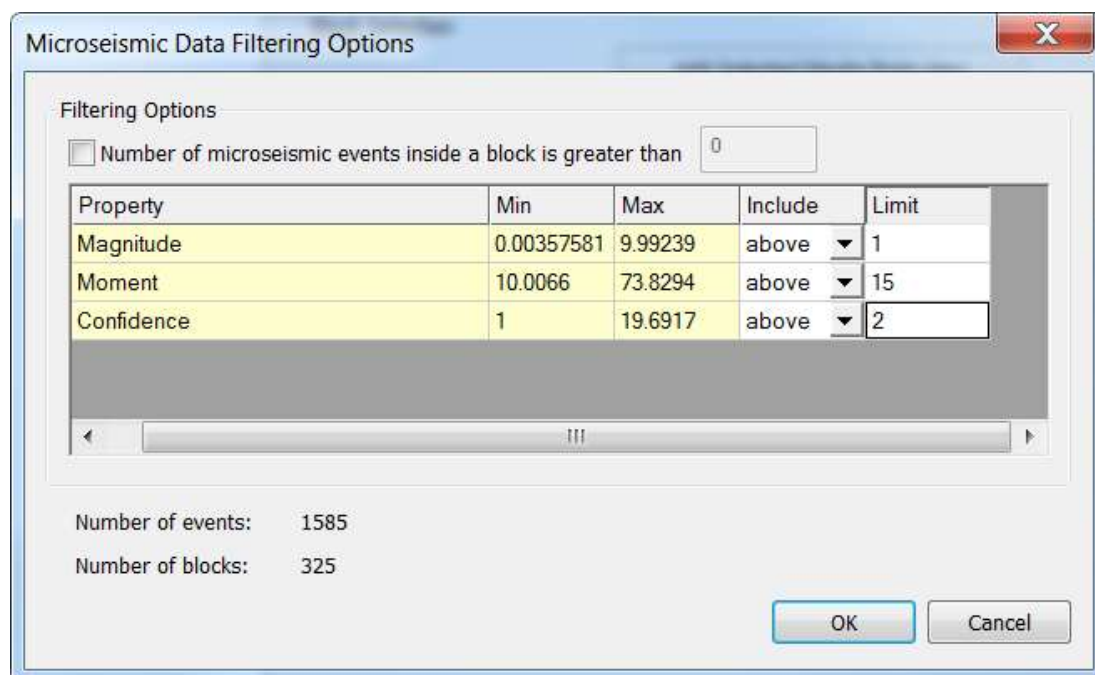 Microseismic Data Filtering Options
X
Filtering Options
Number of microseismic events inside a block is greater than 0
Property Min Max Include Limit
Magnitude 0.00357581 9.99239 above 1
Moment 10.0066 73.8294 above 15
Confidence 1 19.6917 above 2
Number of events: 1585
Number of blocks: 325
OK Cancel